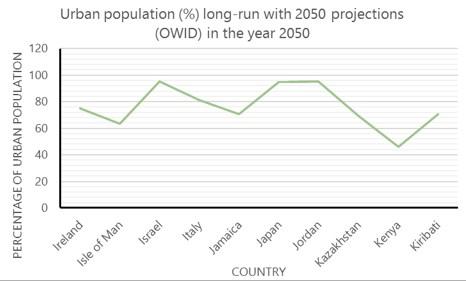 Urban population (%) long-run with 2050 projections
(OWID) in the year 2050
PERCENTAGE OF URBAN POPULATION
120
100
80
60
40
20
0
Ireland
Isle of Man
Israel
Italy
Jamaica
Japan
Jordan
Kazakhstan
Kenya
Kiribati
COUNTRY